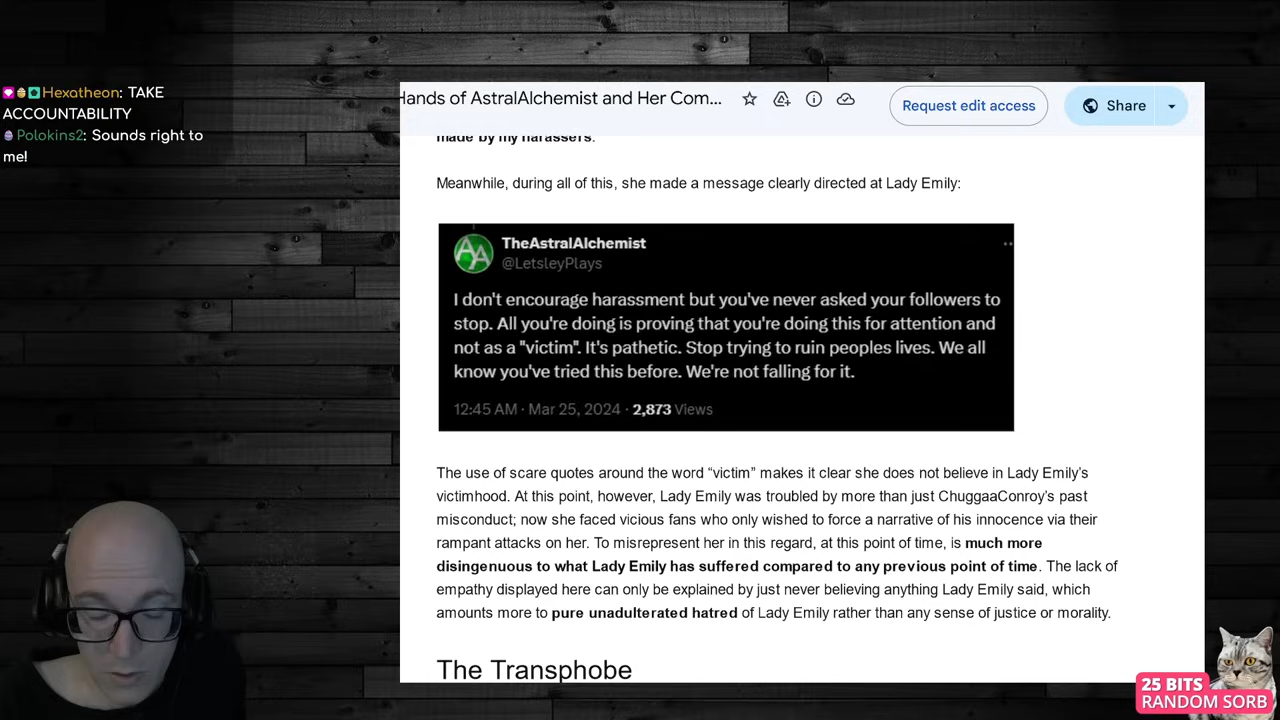 Hexatheon: TAKE
ACCOUNTABILITY
Polokins2: Sounds right to
me!
Hands of AstralAlchemist and Her Com...
Request edit access
Share
made by my harassers.
Meanwhile, during all of this, she made a message clearly directed at Lady Emily:
AA
TheAstralAlchemist
@LetsleyPlays
I don't encourage harassment but you've never asked your followers to
stop. All you're doing is proving that you're doing this for attention and
not as a "victim". It's pathetic. Stop trying to ruin peoples lives. We all
know you've tried this before. We're not falling for it.
12:45 AM · Mar 25, 2024 · 2,873 Views
The use of scare quotes around the word “victim” makes it clear she does not believe in Lady Emily’s
victimhood. At this point, however, Lady Emily was troubled by more than just ChuggaaConroy’s past
misconduct; now she faced vicious fans who only wished to force a narrative of his innocence via their
rampant attacks on her. To misrepresent her in this regard, at this point of time, is much more
disingenuous to what Lady Emily has suffered compared to any previous point of time. The lack of
empathy displayed here can only be explained by just never believing anything Lady Emily said, which
amounts more to pure unadulterated hatred of Lady Emily rather than any sense of justice or morality.
The Transphobe
25 BITS
RANDOM SORB